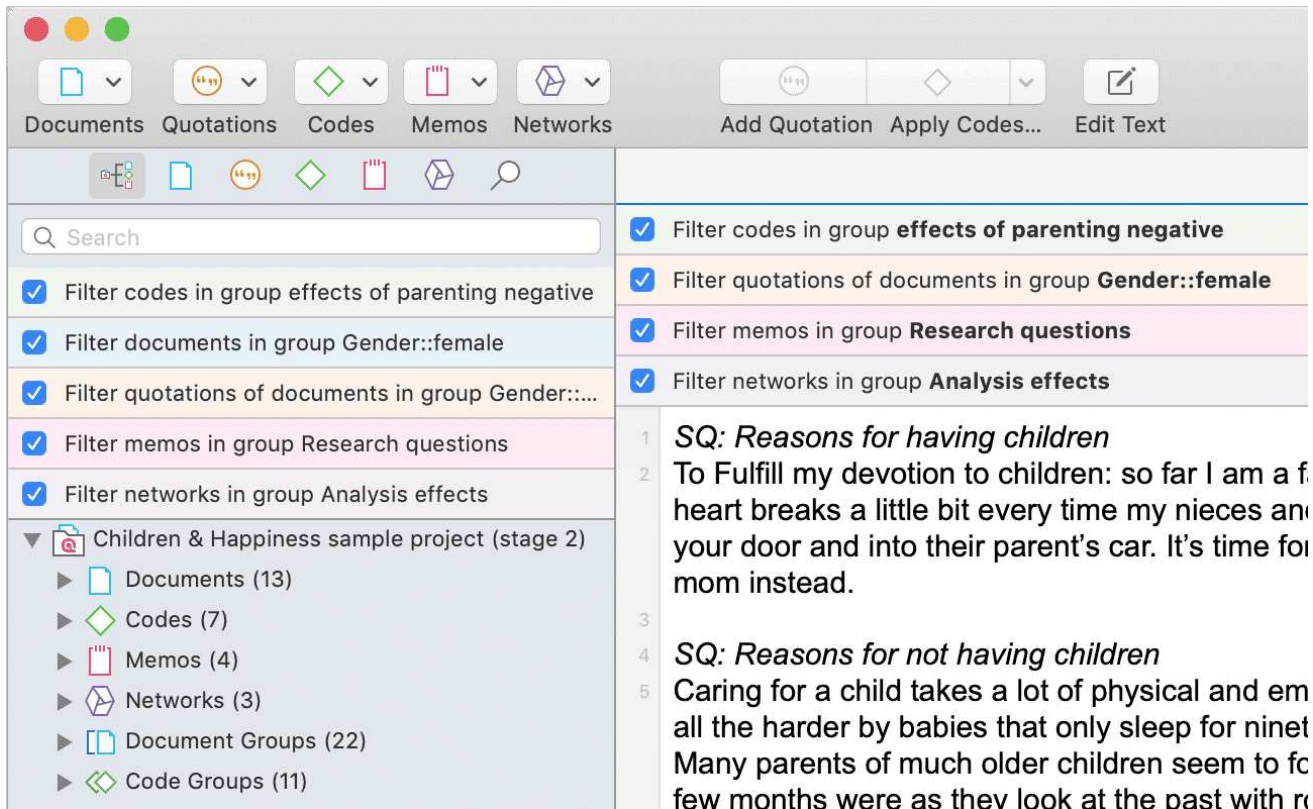 Documents Quotations Codes Memos Networks Add Quotation Apply Codes... Edit Text
Search
Filter codes in group effects of parenting negative
Filter documents in group Gender::female
Filter quotations of documents in group Gender::...
Filter memos in group Research questions
Filter networks in group Analysis effects
Children & Happiness sample project (stage 2)
Documents (13)
Codes (7)
Memos (4)
Networks (3)
Document Groups (22)
Code Groups (11)
Filter codes in group effects of parenting negative
Filter quotations of documents in group Gender::female
Filter memos in group Research questions
Filter networks in group Analysis effects
1 SQ: Reasons for having children
2 To Fulfill my devotion to children: so far I am a
heart breaks a little bit every time my nieces
your door and into their parent's car. It's time
mom instead.
3
4 SQ: Reasons for not having children
5 Caring for a child takes a lot of physical and
all the harder by babies that only sleep for
Many parents of much older children seem to
few months were as they look at the past with